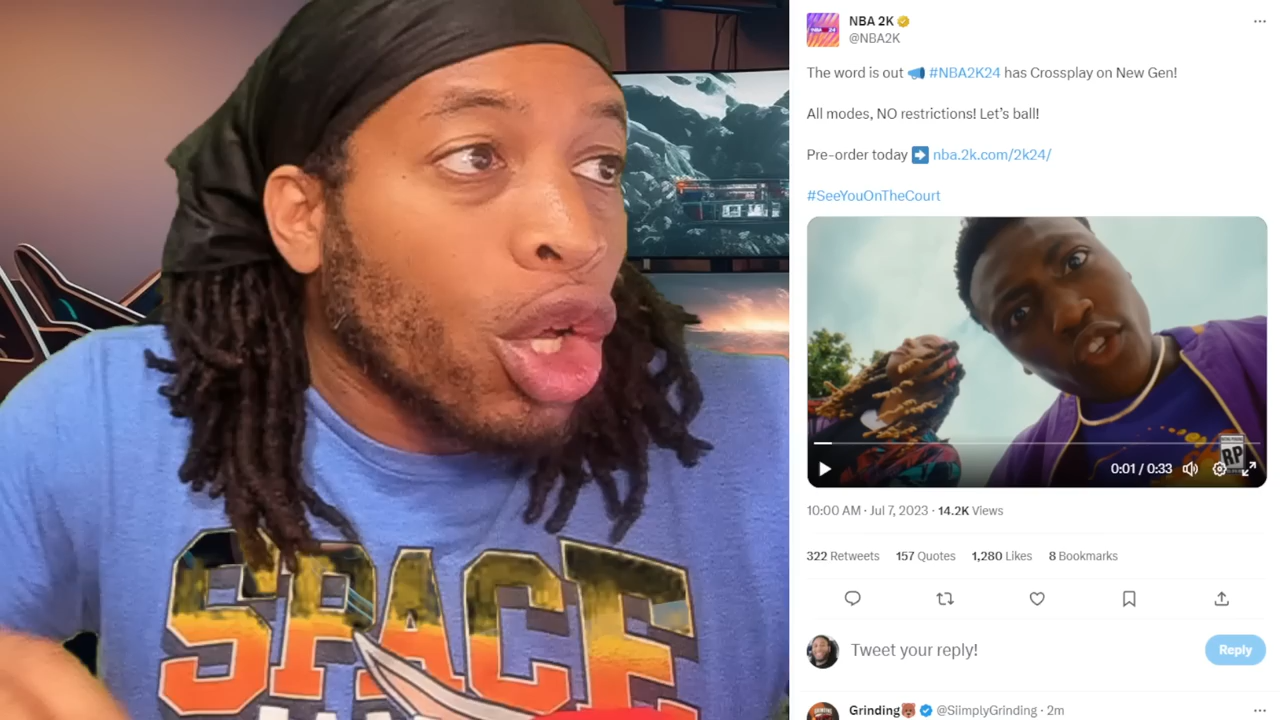 NBA 2K
@NBA2K
The word is out 📣 #NBA2K24 has Crossplay on New Gen!
All modes, NO restrictions! Let's ball!
Pre-order today ➡️ nba.2k.com/2k24/
#SeeYouOnTheCourt
RP
0:01 / 0:33
10:00 AM · Jul 7, 2023 · 14.2K Views
322 Retweets 157 Quotes 1,280 Likes 8 Bookmarks
Tweet your reply!
Reply
Grinding🐻 @SiimplyGrinding · 2m
SPACE